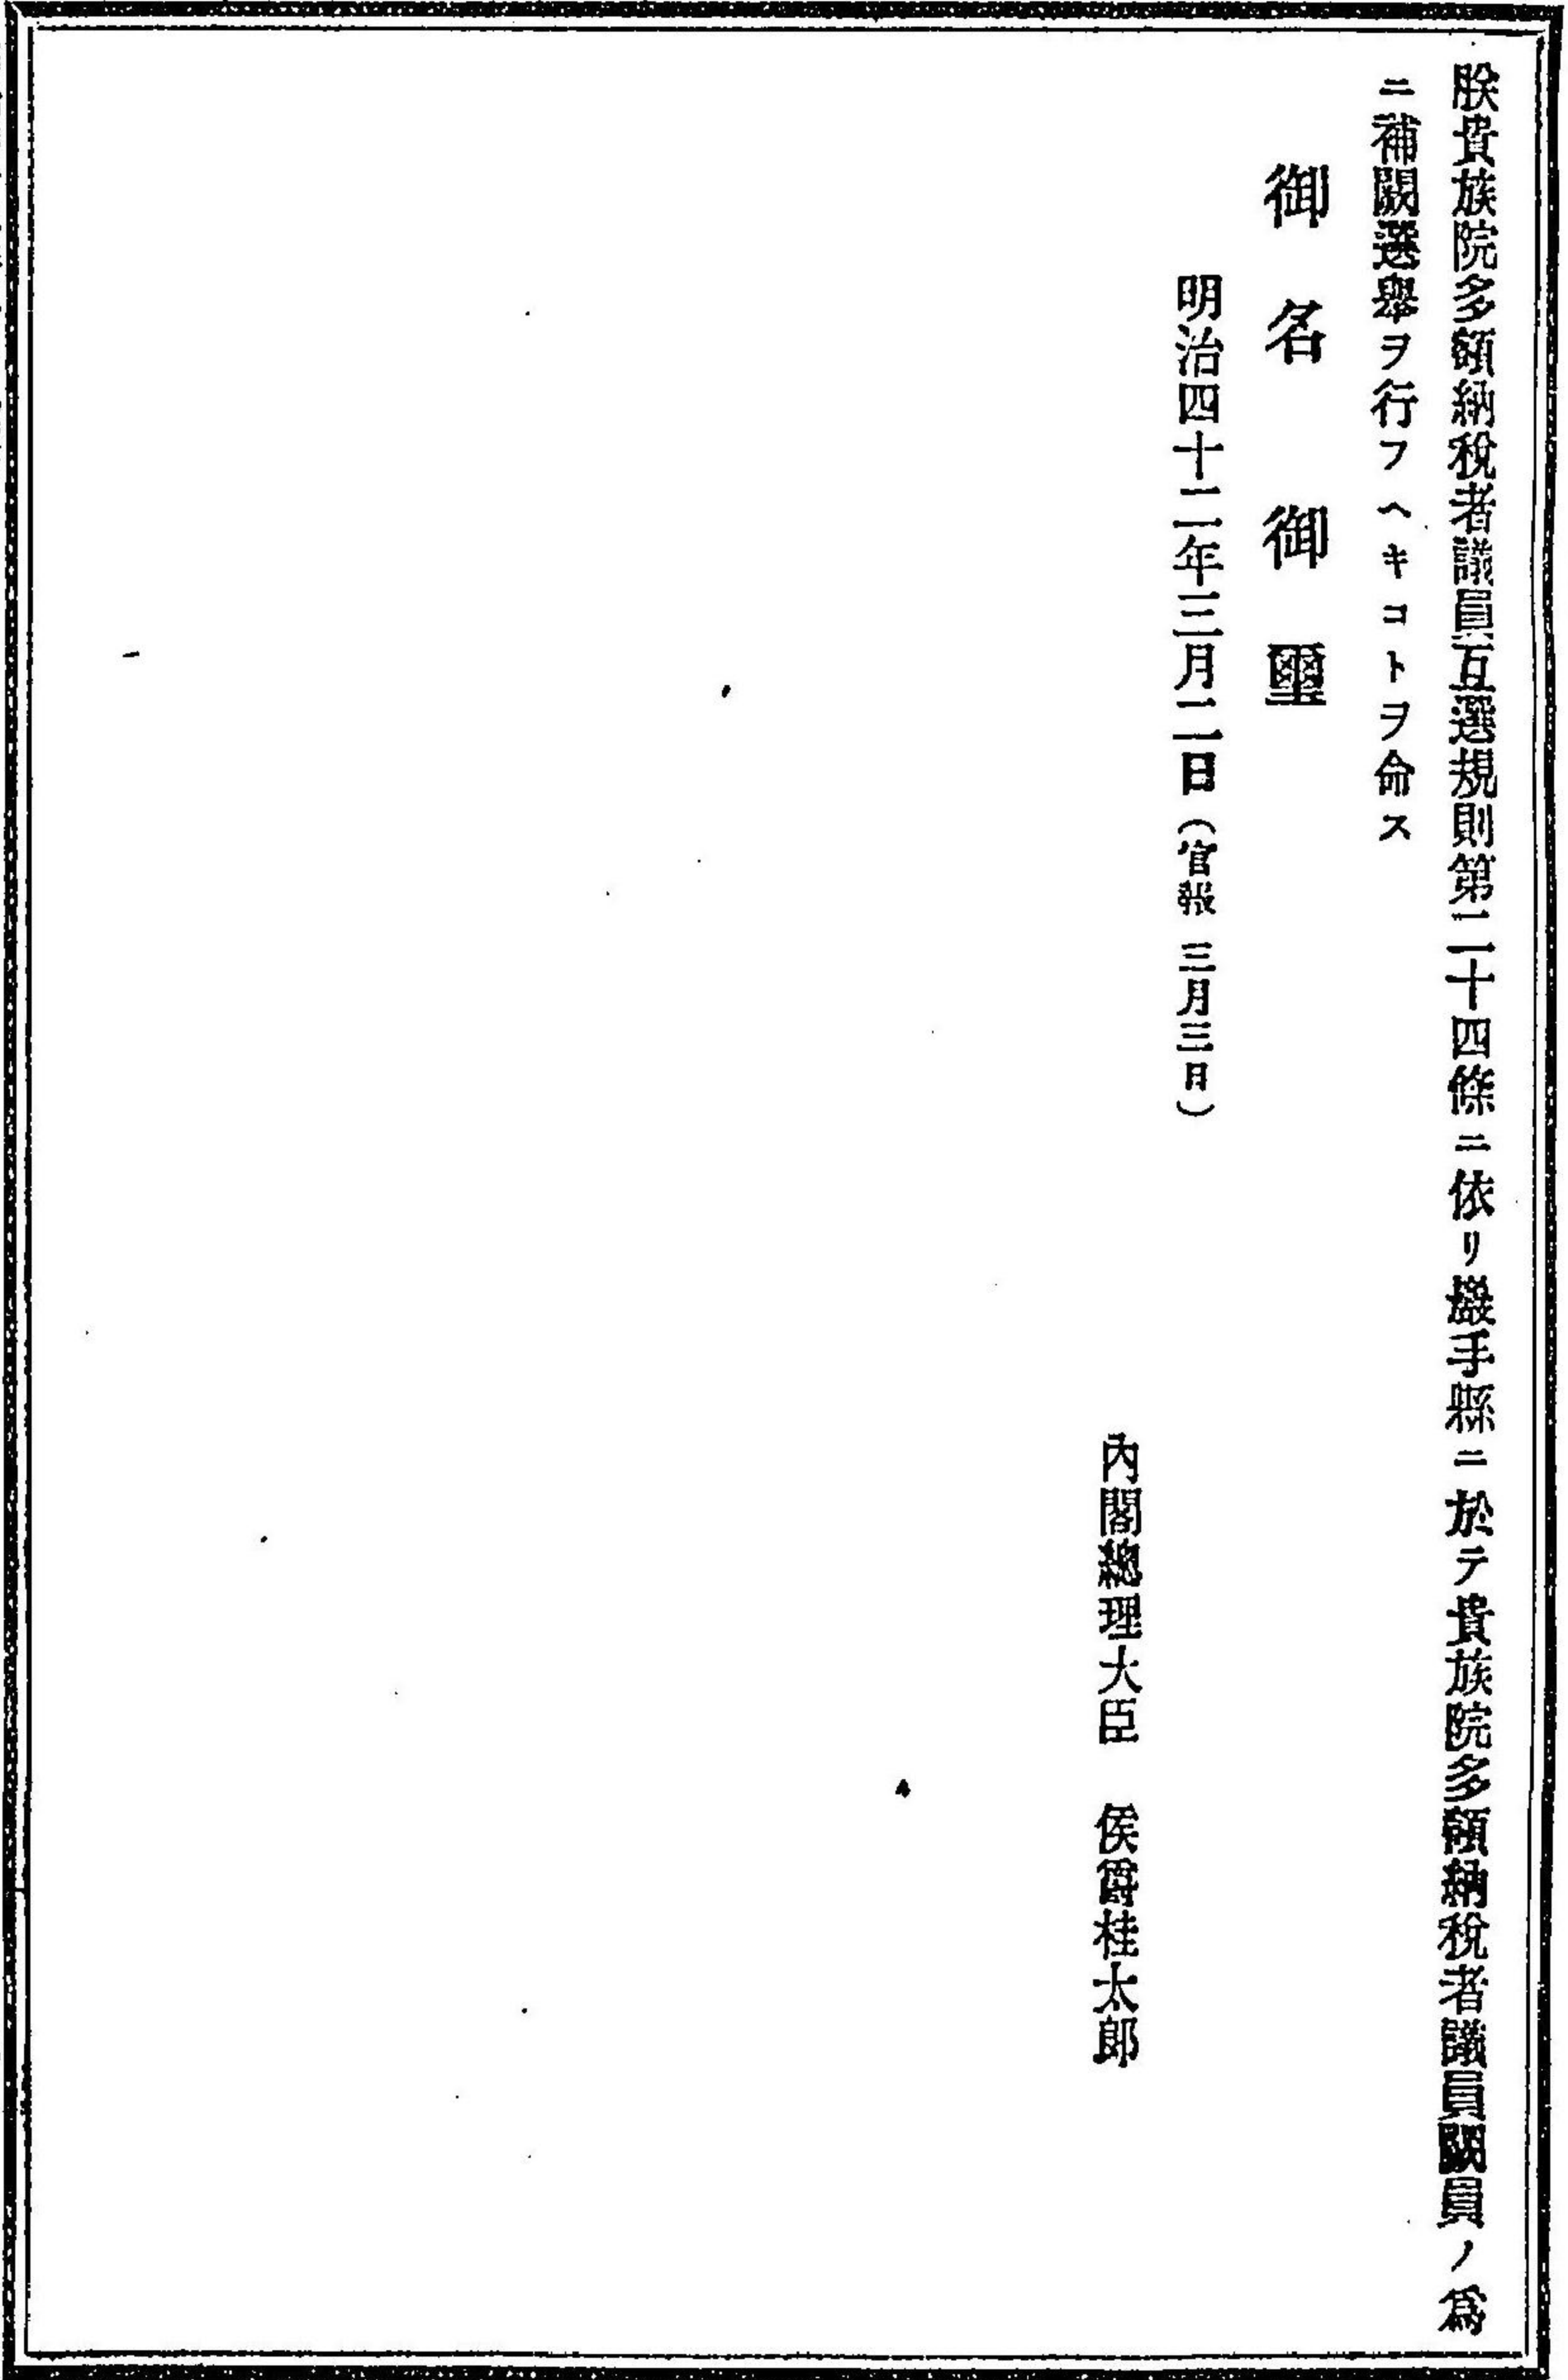 朕貴族院多額納稅者議員互選規則第二十四條ニ依リ巖手縣ニ於テ貴族院多額納稅者議員闕員ノ爲
ニ補闕選舉ヲ行フヘキコトヲ命ス
御名御璽
明治四十二年三月二日（官報三月三日）
內閣總理大臣 侯爵桂太郎